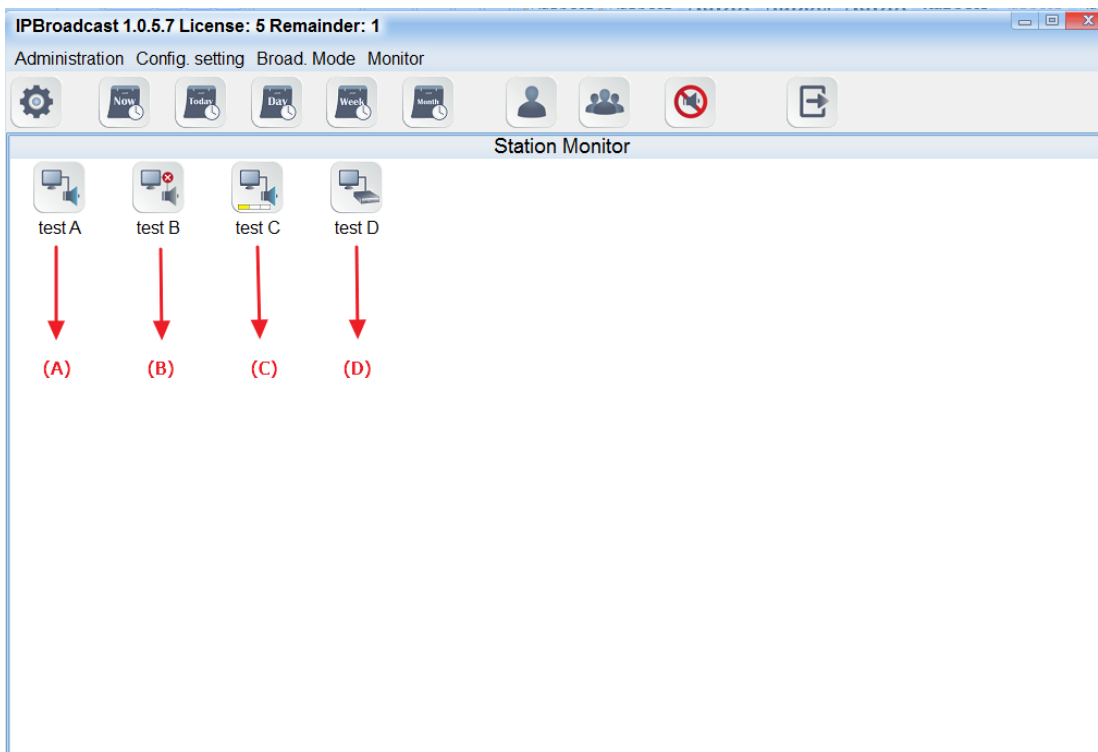 IPBroadcast 1.0.5.7 License: 5 Remainder: 1
Administration Config. setting Broad. Mode Monitor
Now Today Day Week Month
Station Monitor
test A test B test C test D
(A) (B) (C) (D)